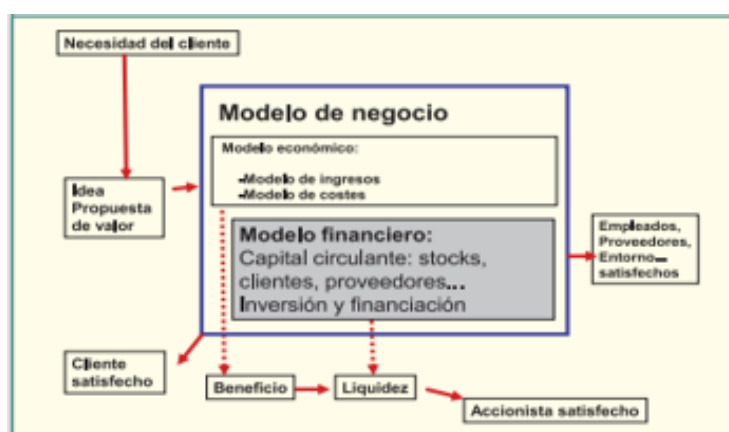 Necesidad del cliente
Modelo de negocio
Modelo económico:
-Modelo de ingresos
-Modelo de costes
Idea
Propuesta
de valor
Modelo financiero:
Capital circulante: stocks,
clientes, proveedores...
Inversión y financiación
Empleados,
Proveedores,
Entorno...
satisfechos
Cliente
satisfecho
Beneficio
Liquidez
Accionista satisfecho